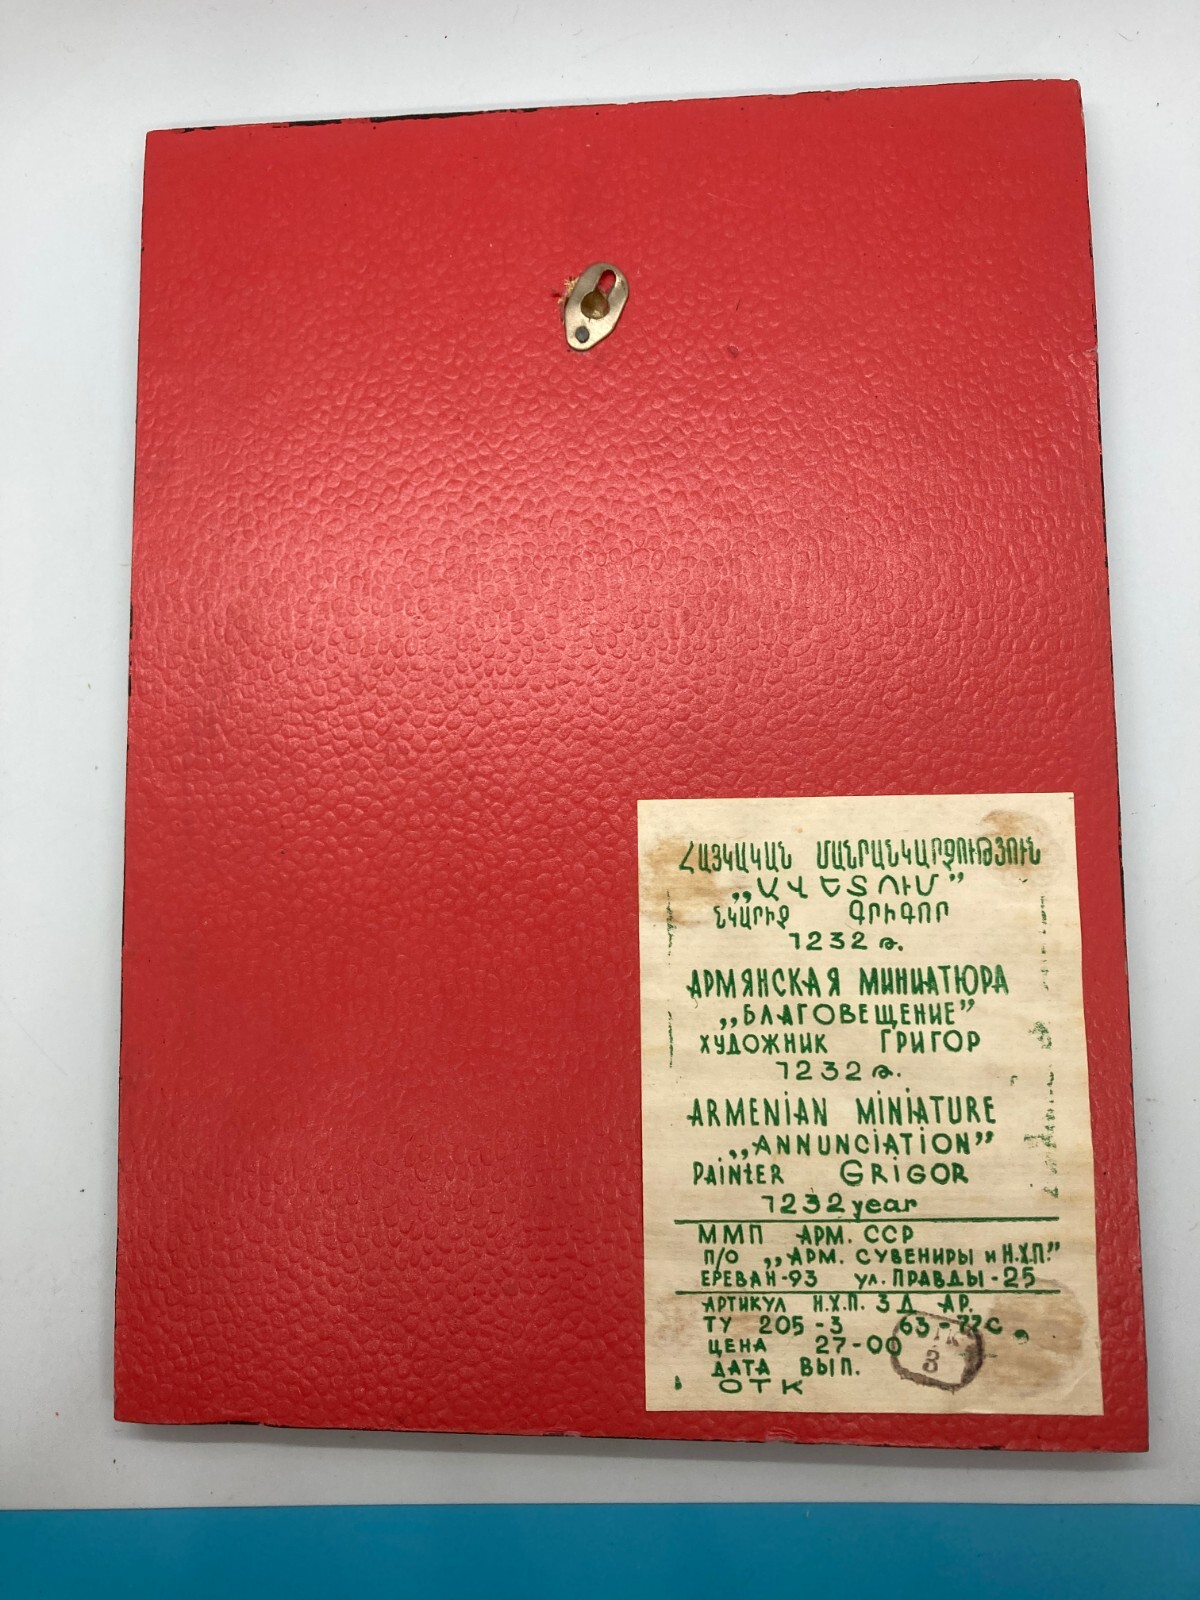 ՀԱՅԿԱԿԱՆ ՄԱՆՐԱՆԿԱՐՉՈՒԹՅՈՒՆ
„ԱՎԵՏՈՒՄ”
ՆԿԱՐԻՉ ԳՐԻԳՈՐ
1232 թ.
АРМЯНСКАЯ МИНИАТЮРА
„БЛАГОВЕЩЕНИЕ”
ХУДОЖНИК ГРИГОР
1232 թ.
ARMENiAN MiNiATURE
„ANNUNCiATiON”
PAiNtER GRiGOR
1232 year
ММП АРМ. ССР
П/О „АРМ. СУВЕНИРЫ и Н.Х.П.”
ЕРЕВАН-93 ул. ПРАВДЫ-25
АРТИКУЛ Н.Х.П. 3 Д АР.
ТУ 205-3 63-77С
ЦЕНА 27-00
ДАТА ВЫП.
ОТК